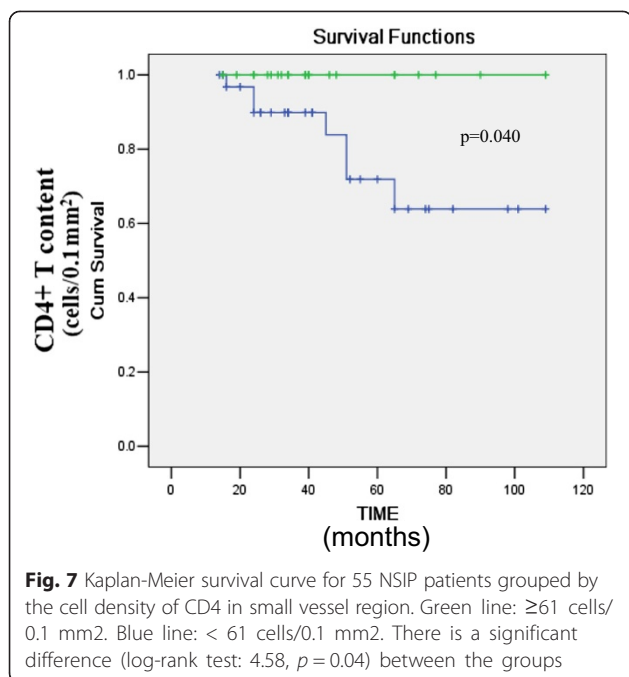 Survival Functions
CD4+ T content
(cells/0.1mm²)
Cum Survival
1.0
0.8
0.6
0.4
0.2
0.0
p=0.040
0 20 40 60 80 100 120
TIME
(months)
Fig. 7 Kaplan-Meier survival curve for 55 NSIP patients grouped by
the cell density of CD4 in small vessel region. Green line: ≥61 cells/
0.1 mm2. Blue line: < 61 cells/0.1 mm2. There is a significant
difference (log-rank test: 4.58, p = 0.04) between the groups